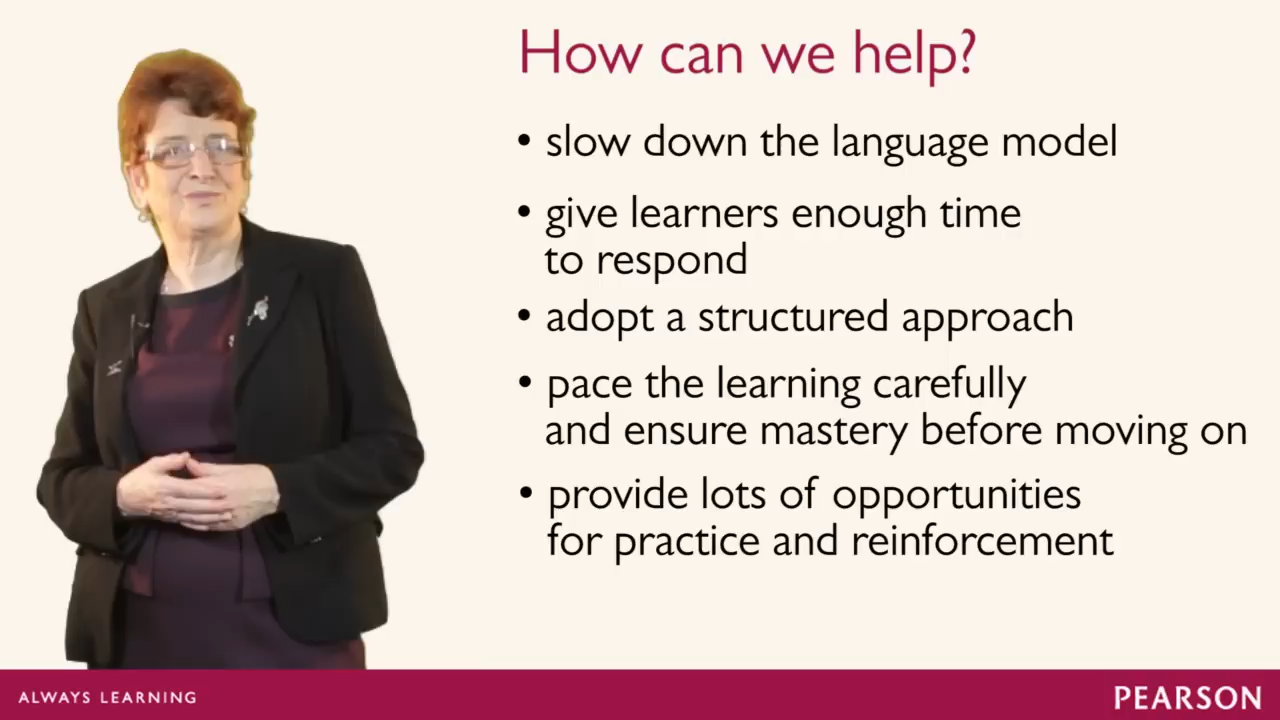 How can we help?
• slow down the language model
• give learners enough time
to respond
• adopt a structured approach
• pace the learning carefully
and ensure mastery before moving on
• provide lots of opportunities
for practice and reinforcement
ALWAYS LEARNING
PEARSON